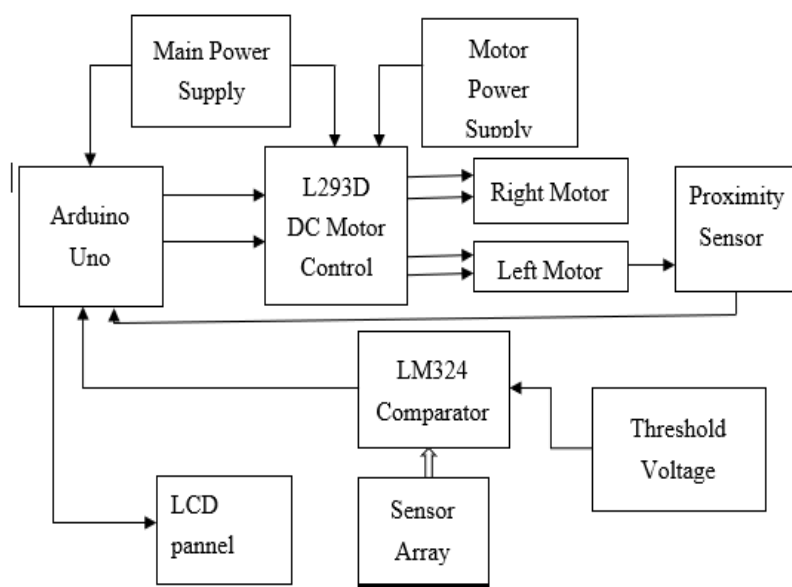 Main Power
Supply
Motor
Power
Supply
Arduino
Uno
L293D
DC Motor
Control
Right Motor
Left Motor
Proximity
Sensor
LM324
Comparator
Threshold
Voltage
LCD
pannel
Sensor
Array